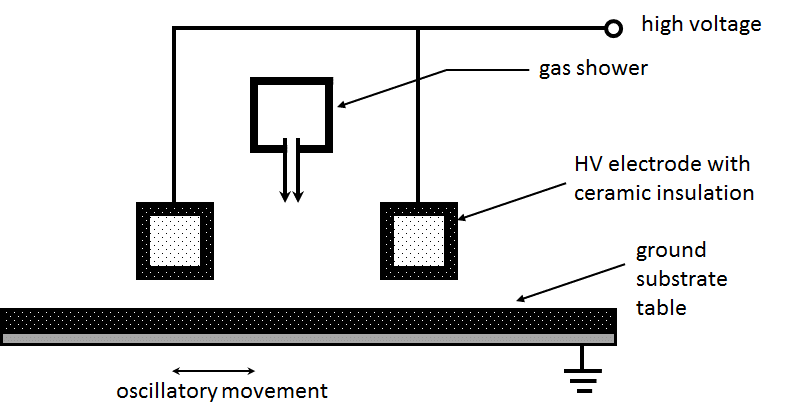 high voltage
gas shower
HV electrode with
ceramic insulation
ground
substrate
table
oscillatory movement